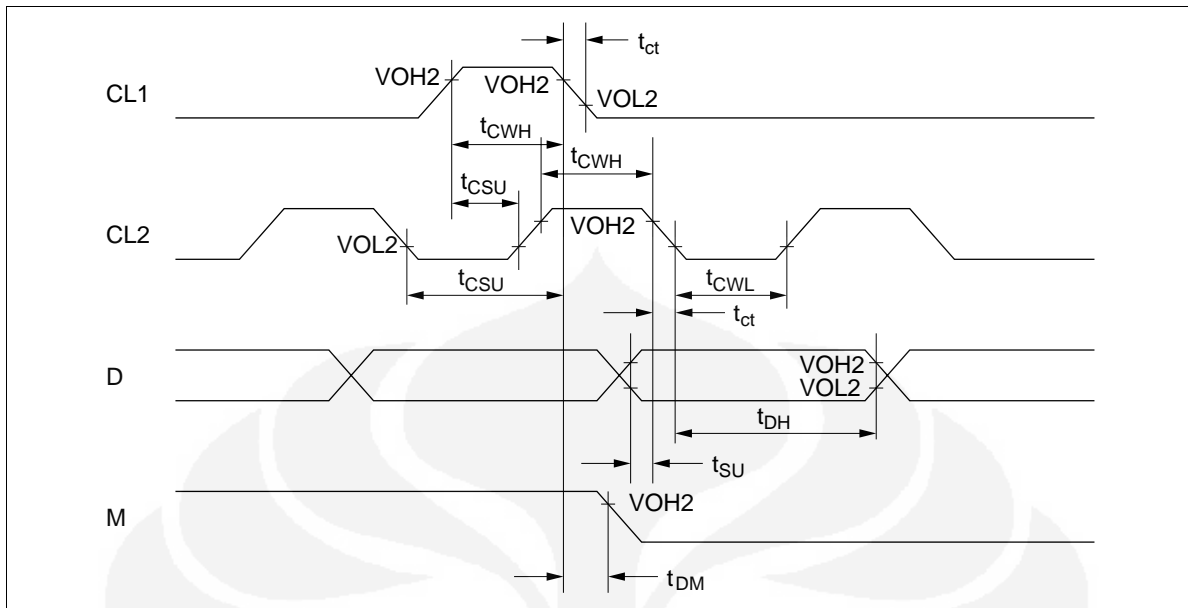 t_ct
CL1
VOH2
VOH2
VOL2
t_CWH
t_CWH
t_CSU
CL2
VOL2
VOH2
t_CSU
t_CWL
t_ct
D
VOH2
VOL2
t_DH
t_SU
M
VOH2
t_DM